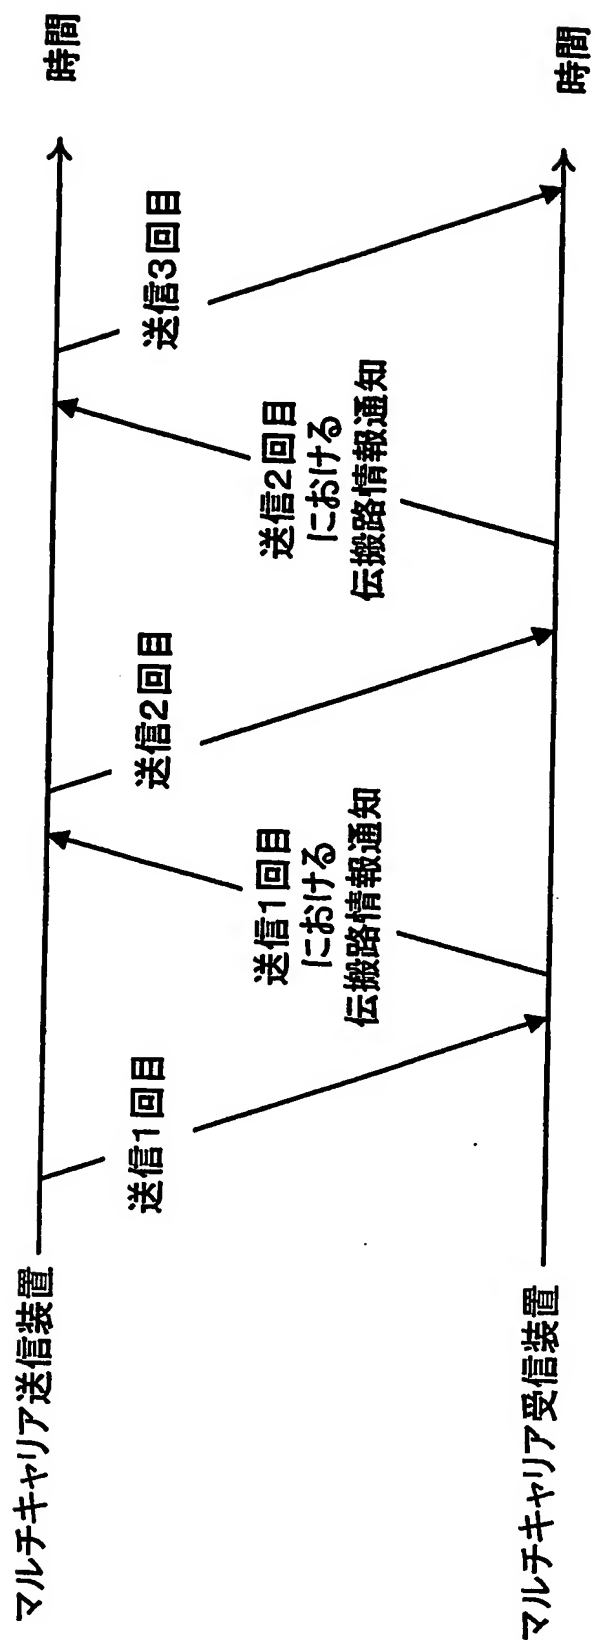 マルチキャリア送信装置
時間
送信1回目
送信1回目
における
伝搬路情報通知
送信2回目
送信2回目
における
伝搬路情報通知
送信3回目
マルチキャリア受信装置
時間